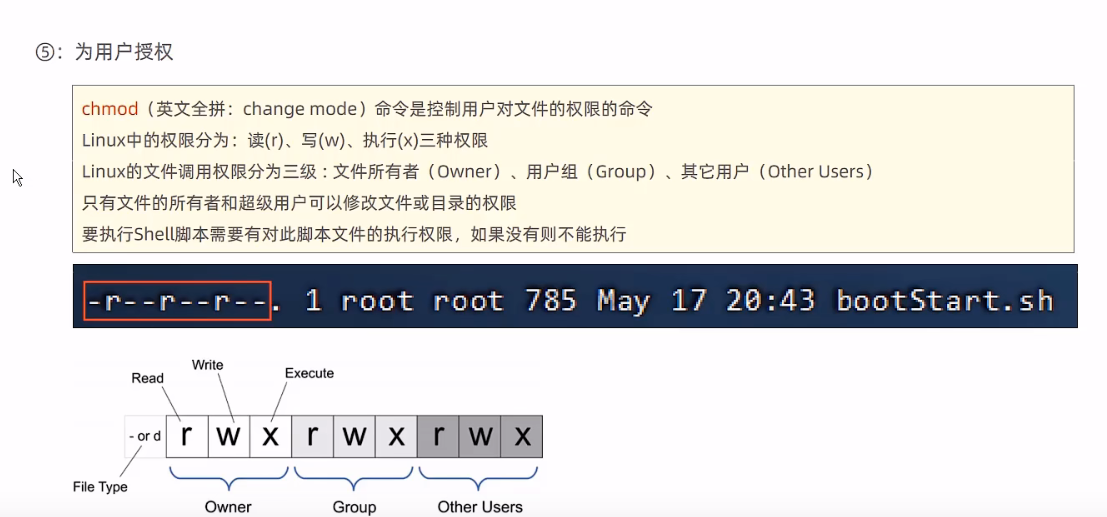 ⑤：为用户授权
chmod（英文全拼：change mode）命令是控制用户对文件的权限的命令
Linux中的权限分为：读(r)、写(w)、执行(x)三种权限
Linux的文件调用权限分为三级 : 文件所有者（Owner）、用户组（Group）、其它用户（Other Users）
只有文件的所有者和超级用户可以修改文件或目录的权限
要执行Shell脚本需要有对此脚本文件的执行权限，如果没有则不能执行
-r--r--r--. 1 root root 785 May 17 20:43 bootStart.sh
Read Write Execute
- or d r w x r w x r w x
File Type
Owner Group Other Users